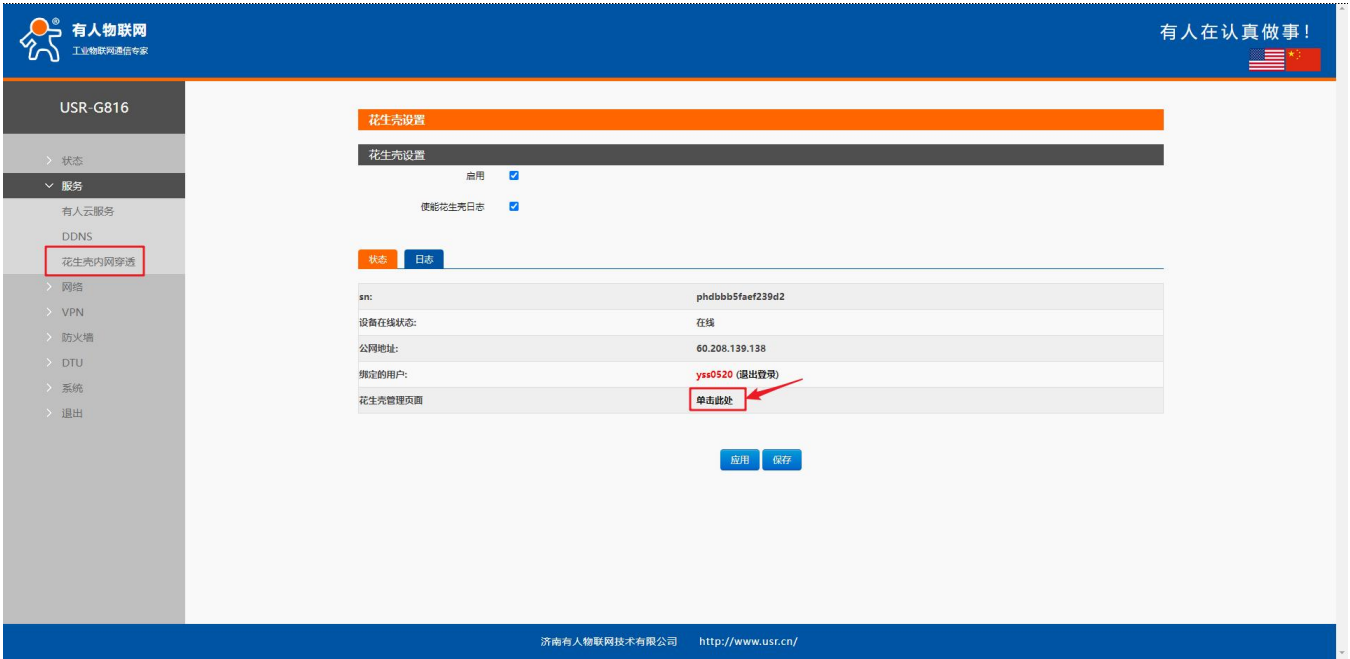 有人物联网
工业物联网通信专家
有人在认真做事！
USR-G816
状态
服务
有人云服务
DDNS
花生壳内网穿透
网络
VPN
防火墙
DTU
系统
退出
花生壳设置
花生壳设置
启用
使能花生壳日志
状态 日志
sn: phdbbb5faef239d2
设备在线状态: 在线
公网地址: 60.208.139.138
绑定的用户: yss0520 (退出登录)
花生壳管理页面 单击此处
应用 保存
济南有人物联网技术有限公司 http://www.usr.cn/